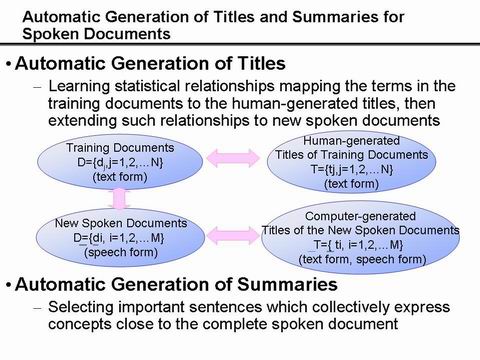 Automatic Generation of Titles and Summaries for
Spoken Documents
• Automatic Generation of Titles
– Learning statistical relationships mapping the terms in the
training documents to the human-generated titles, then
extending such relationships to new spoken documents
Training Documents
D={dj,j=1,2,…N}
(text form)
Human-generated
Titles of Training Documents
T={tj,j=1,2,…N}
(text form)
New Spoken Documents
D={di, i=1,2,…M}
(speech form)
Computer-generated
Titles of the New Spoken Documents
T={ ti, i=1,2,…M}
(text form, speech form)
• Automatic Generation of Summaries
– Selecting important sentences which collectively express
concepts close to the complete spoken document